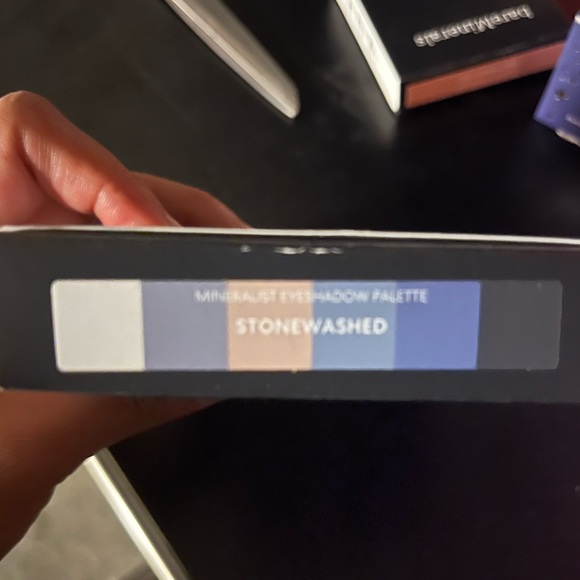 bareMinerals
MINERALIST EYESHADOW PALETTE
STONEWASHED